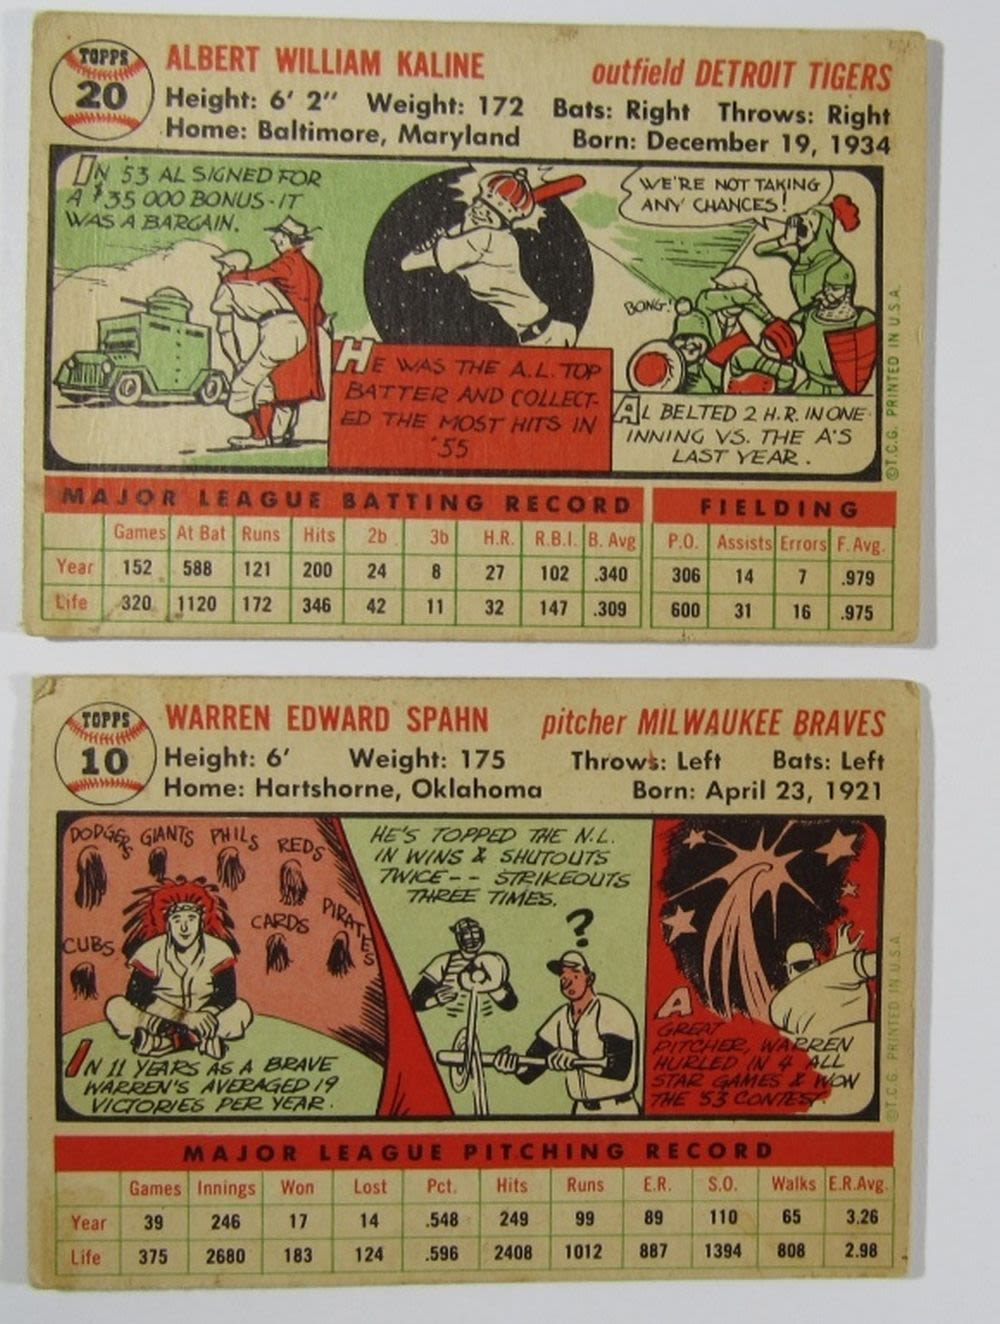 TOPPS
20
ALBERT WILLIAM KALINE outfield DETROIT TIGERS
Height: 6' 2" Weight: 172 Bats: Right Throws: Right
Home: Baltimore, Maryland Born: December 19, 1934
IN '53 AL SIGNED FOR
A $35 000 BONUS-IT
WAS A BARGAIN.
HE WAS THE A.L. TOP
BATTER AND COLLECT-
ED THE MOST HITS IN
'55
WE'RE NOT TAKING
ANY CHANCES!
BONG!
AL BELTED 2 H.R. IN ONE
INNING VS. THE A'S
LAST YEAR.
©T.C.G. PRINTED IN U.S.A.
MAJOR LEAGUE BATTING RECORD FIELDING
Games At Bat Runs Hits 2b 3b H.R. R.B.I. B. Avg P.O. Assists Errors F. Avg.
Year 152 588 121 200 24 8 27 102 .340 306 14 7 .979
Life 320 1120 172 346 42 11 32 147 .309 600 31 16 .975
TOPPS
10
WARREN EDWARD SPAHN pitcher MILWAUKEE BRAVES
Height: 6' Weight: 175 Throws: Left Bats: Left
Home: Hartshorne, Oklahoma Born: April 23, 1921
DODGERS GIANTS PHILS REDS
CARDS PIRATES
CUBS
IN 11 YEARS AS A BRAVE
WARREN'S AVERAGED 19
VICTORIES PER YEAR.
HE'S TOPPED THE N.L.
IN WINS & SHUTOUTS
TWICE-- STRIKEOUTS
THREE TIMES.
?
A
GREAT
PITCHER, WARREN
HURLED IN 4 ALL
STAR GAMES & WON
THE '53 CONTEST.
©T.C.G. PRINTED IN U.S.A.
MAJOR LEAGUE PITCHING RECORD
Games Innings Won Lost Pct. Hits Runs E.R. S.O. Walks E.R.Avg.
Year 39 246 17 14 .548 249 99 89 110 65 3.26
Life 375 2680 183 124 .596 2408 1012 887 1394 808 2.98